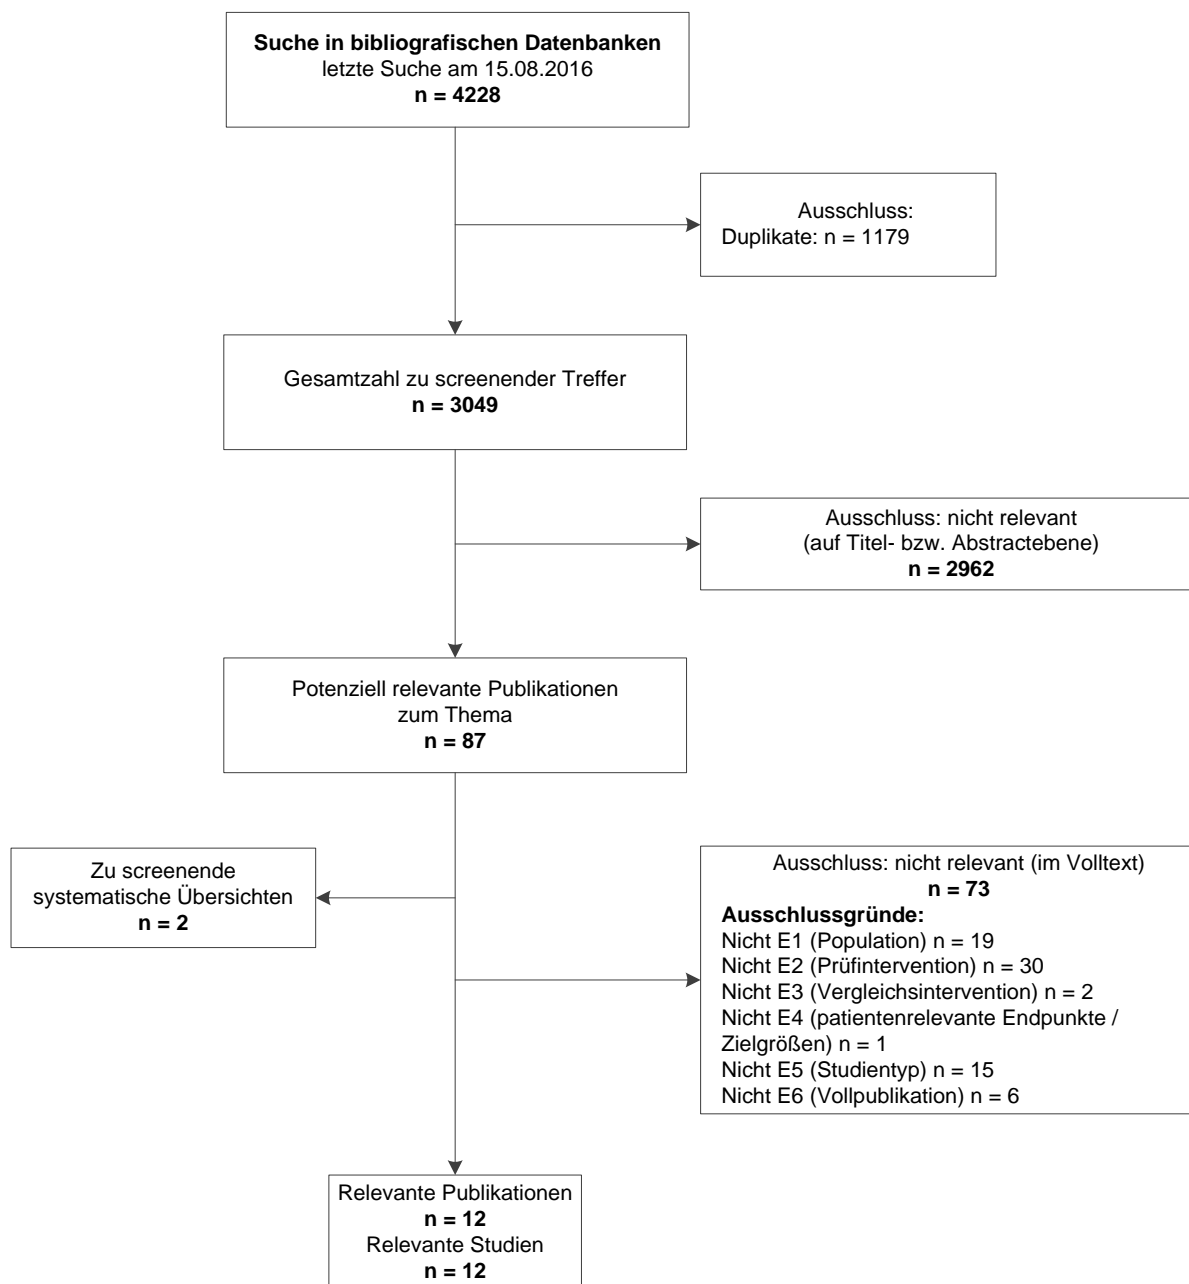 Suche in bibliografischen Datenbanken
letzte Suche am 15.08.2016
n = 4228
Ausschluss:
Duplikate: n = 1179
Gesamtzahl zu screenender Treffer
n = 3049
Ausschluss: nicht relevant
(auf Titel- bzw. Abstractebene)
n = 2962
Potenziell relevante Publikationen
zum Thema
n = 87
Zu screenende
systematische Übersichten
n = 2
Ausschluss: nicht relevant (im Volltext)
n = 73
Ausschlussgründe:
Nicht E1 (Population) n = 19
Nicht E2 (Prüfintervention) n = 30
Nicht E3 (Vergleichsintervention) n = 2
Nicht E4 (patientenrelevante Endpunkte /
Zielgrößen) n = 1
Nicht E5 (Studientyp) n = 15
Nicht E6 (Vollpublikation) n = 6
Relevante Publikationen
n = 12
Relevante Studien
n = 12